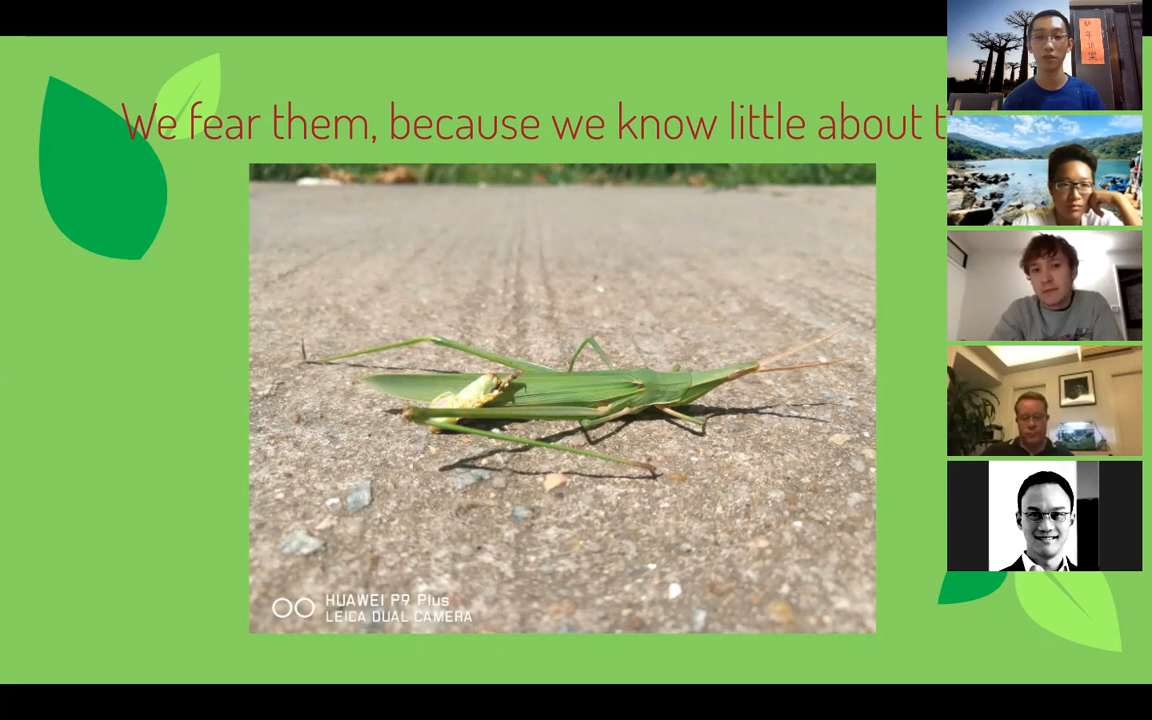 We fear them, because we know little about t
HUAWEI P9 Plus
LEICA DUAL CAMERA